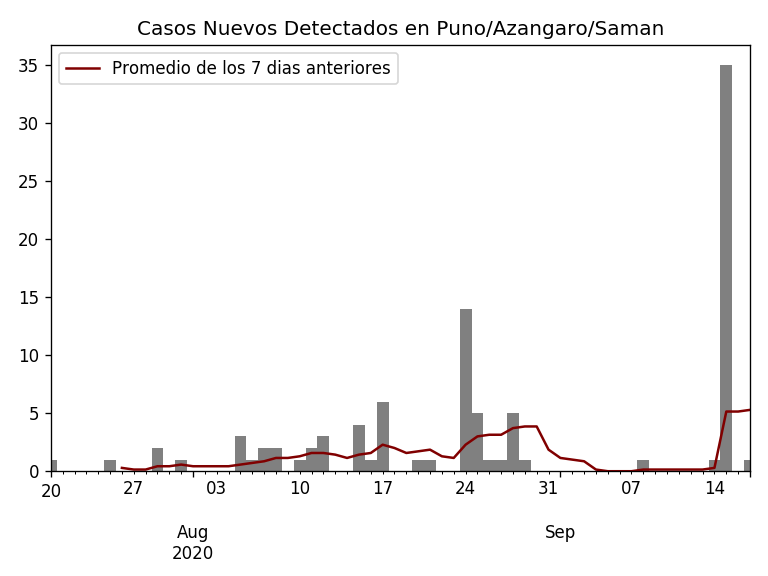 Casos Nuevos Detectados en Puno/Azangaro/Saman
Promedio de los 7 dias anteriores
35
30
25
20
15
10
5
0
20 27 03 10 17 24 31 07 14
Aug Sep
2020